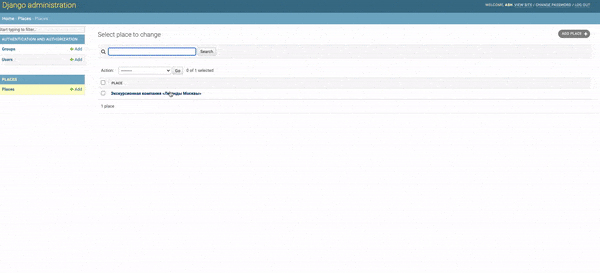 Django administration
WELCOME, ASH. VIEW SITE / CHANGE PASSWORD / LOG OUT
Home › Places › Places
Start typing to filter...
AUTHENTICATION AND AUTHORIZATION
Groups + Add
Users + Add
PLACES
Places + Add
Select place to change
ADD PLACE +
Search
Action: --------- Go 0 of 1 selected
PLACE
Экскурсионная компания «Легенды Москвы»
1 place